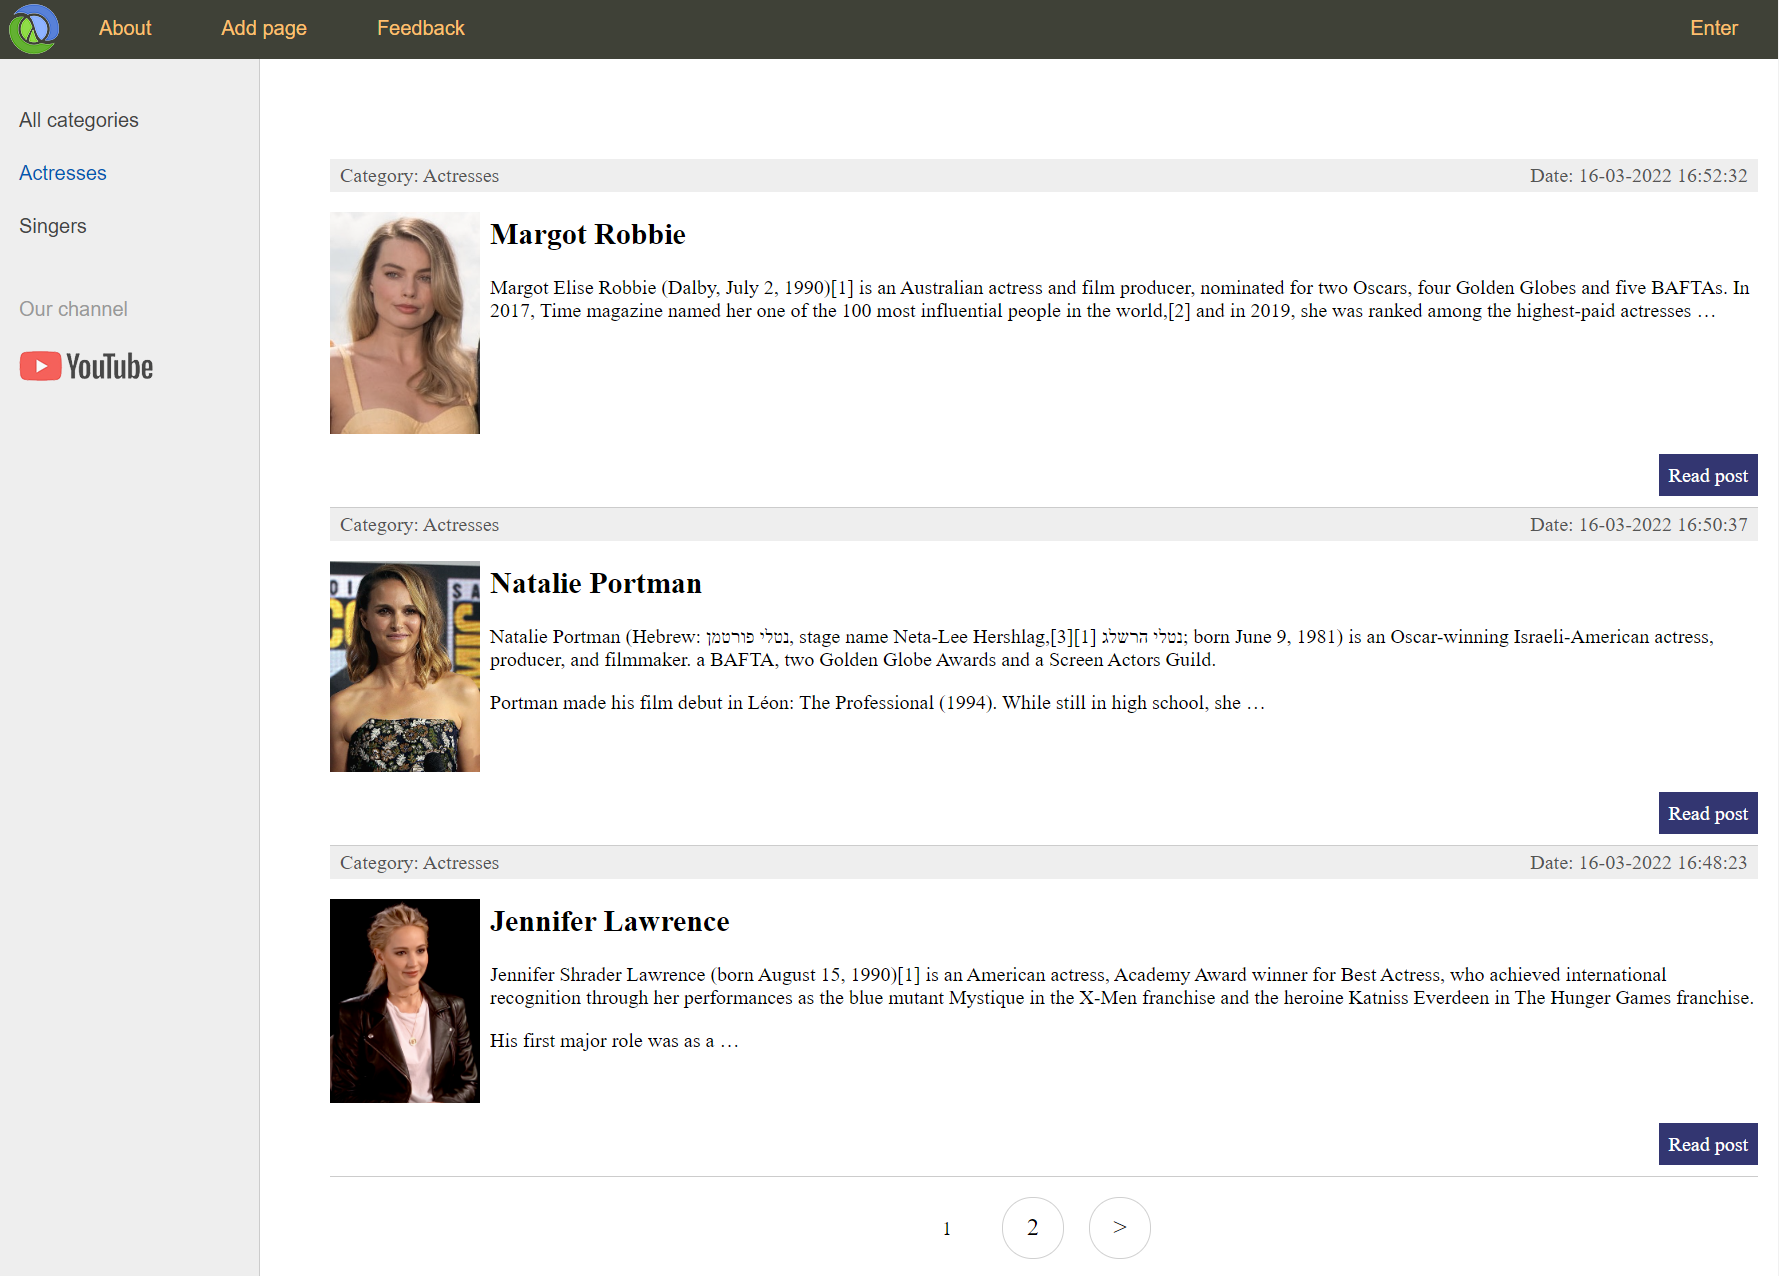 About
Add page
Feedback
Enter
All categories
Actresses
Singers
Our channel
YouTube
Category: Actresses
Date: 16-03-2022 16:52:32
Margot Robbie
Margot Elise Robbie (Dalby, July 2, 1990)[1] is an Australian actress and film producer, nominated for two Oscars, four Golden Globes and five BAFTAs. In
2017, Time magazine named her one of the 100 most influential people in the world,[2] and in 2019, she was ranked among the highest-paid actresses …
Read post
Category: Actresses
Date: 16-03-2022 16:50:37
Natalie Portman
Natalie Portman (Hebrew: נטלי פורטמן, stage name Neta-Lee Hershlag,[3][1] נטלי הרשלג; born June 9, 1981) is an Oscar-winning Israeli-American actress,
producer, and filmmaker. a BAFTA, two Golden Globe Awards and a Screen Actors Guild.
Portman made his film debut in Léon: The Professional (1994). While still in high school, she …
Read post
Category: Actresses
Date: 16-03-2022 16:48:23
Jennifer Lawrence
Jennifer Shrader Lawrence (born August 15, 1990)[1] is an American actress, Academy Award winner for Best Actress, who achieved international
recognition through her performances as the blue mutant Mystique in the X-Men franchise and the heroine Katniss Everdeen in The Hunger Games franchise.
His first major role was as a …
Read post
1
2
>